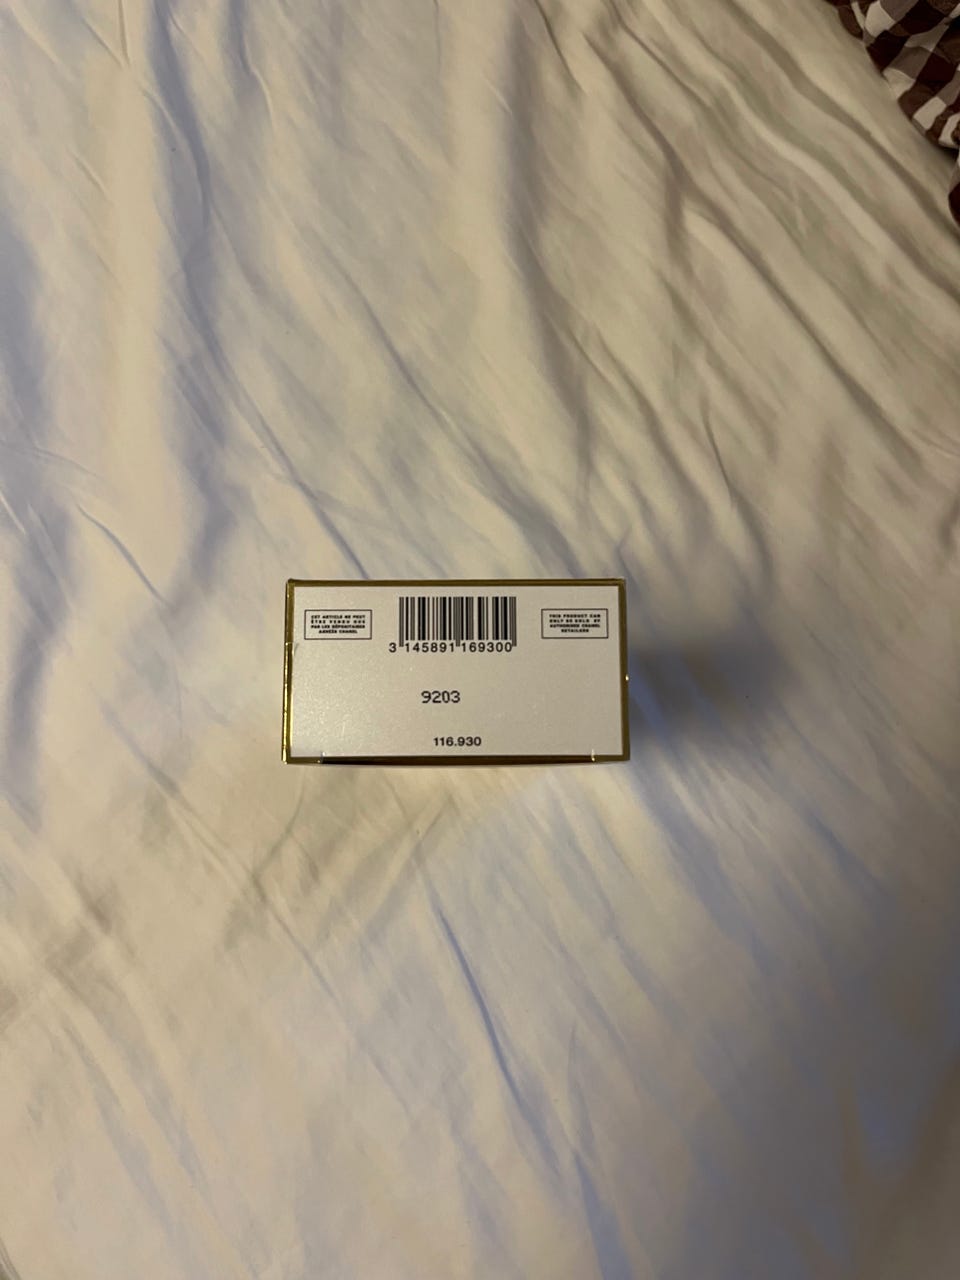 CET ARTICLE NE PEUT
ÊTRE VENDU QUE
PAR LES DÉPOSITAIRES
AGRÉÉS CHANEL
3 145891 169300
THIS PRODUCT CAN
ONLY BE SOLD BY
AUTHORIZED CHANEL
RETAILERS
9203
116.930